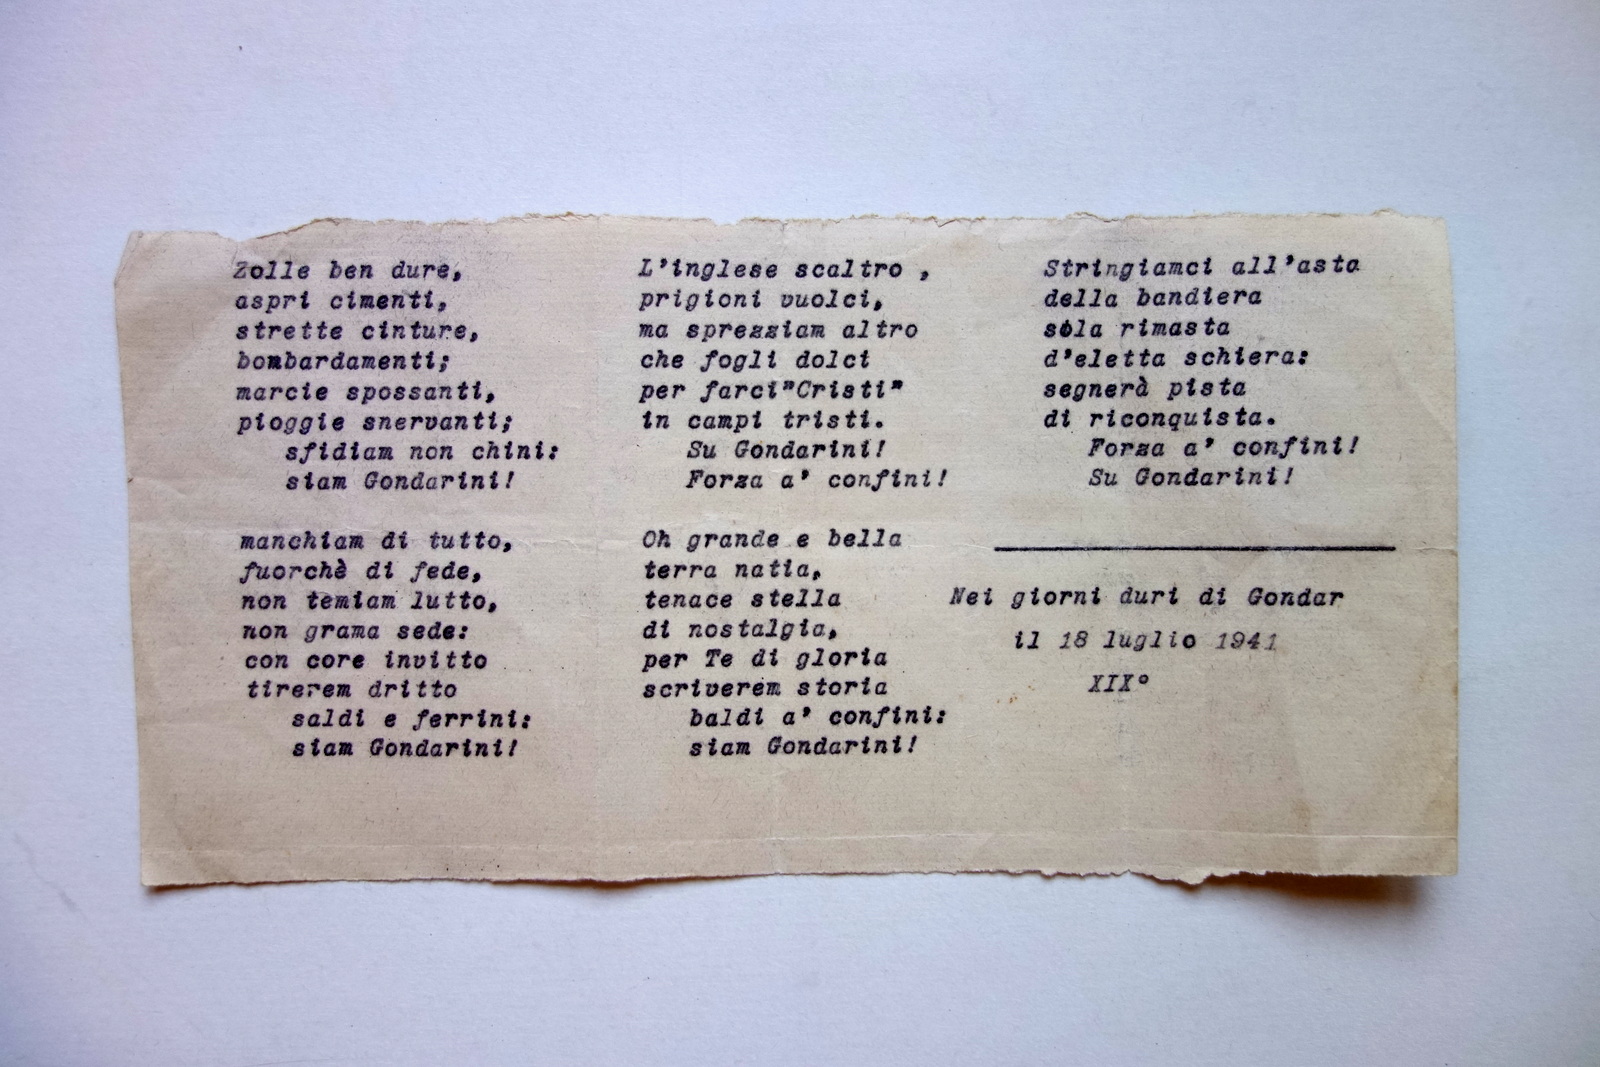 Zolle ben dure,
aspri cimenti,
strette cinture,
bombardamenti;
marcie spossanti,
pioggie snervanti;
sfidiam non chini:
siam Gondarini!
manchiam di tutto,
fuorchè di fede,
non temiam lutto,
non grama sede:
con core invitto
tirerem dritto
saldi e ferrini:
siam Gondarini!
L'inglese scaltro ,
prigioni vuolci,
ma sprezziam altro
che fogli dolci
per farci"Cristi"
in campi tristi.
Su Gondarini!
Forza a' confini!
Oh grande e bella
terra natia,
tenace stella
di nostalgia,
per Te di gloria
scriverem storia
baldi a' confini:
siam Gondarini!
Stringiamci all'asta
della bandiera
sola rimasta
d'eletta schiera:
segnerà pista
di riconquista.
Forza a' confini!
Su Gondarini!
Nei giorni duri di Gondar
il 18 luglio 1941
XIX°